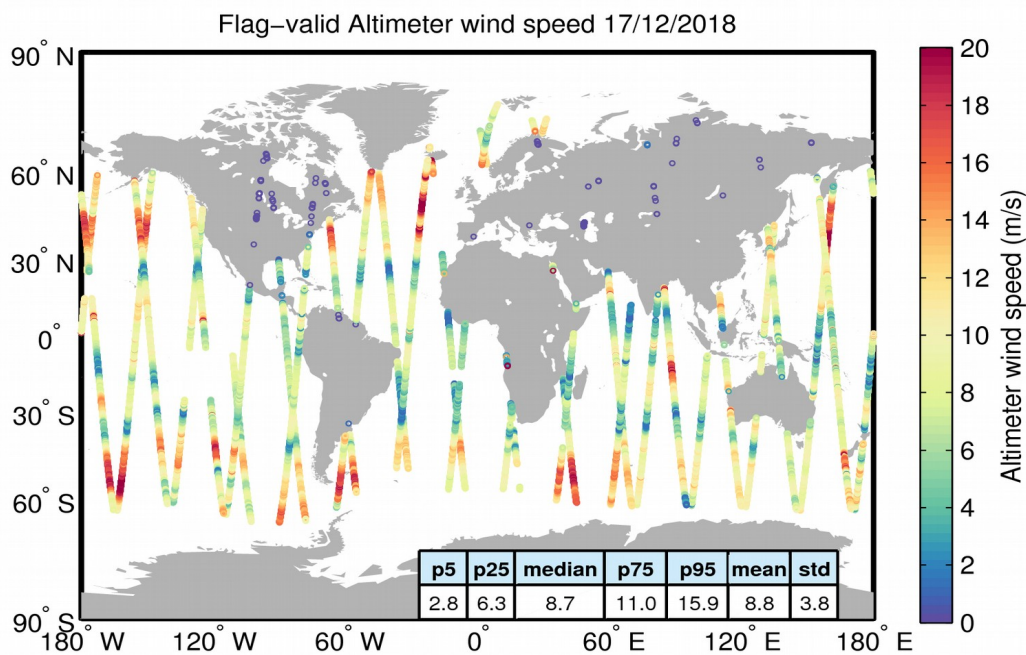 Flag-valid Altimeter wind speed 17/12/2018
90° N
60° N
30° N
0°
30° S
60° S
90° S
180° W
120° W
60° W
0°
60° E
120° E
180° E
p5 p25 median p75 p95 mean std
2.8 6.3 8.7 11.0 15.9 8.8 3.8
20
18
16
14
12
10
8
6
4
2
0
Altimeter wind speed (m/s)